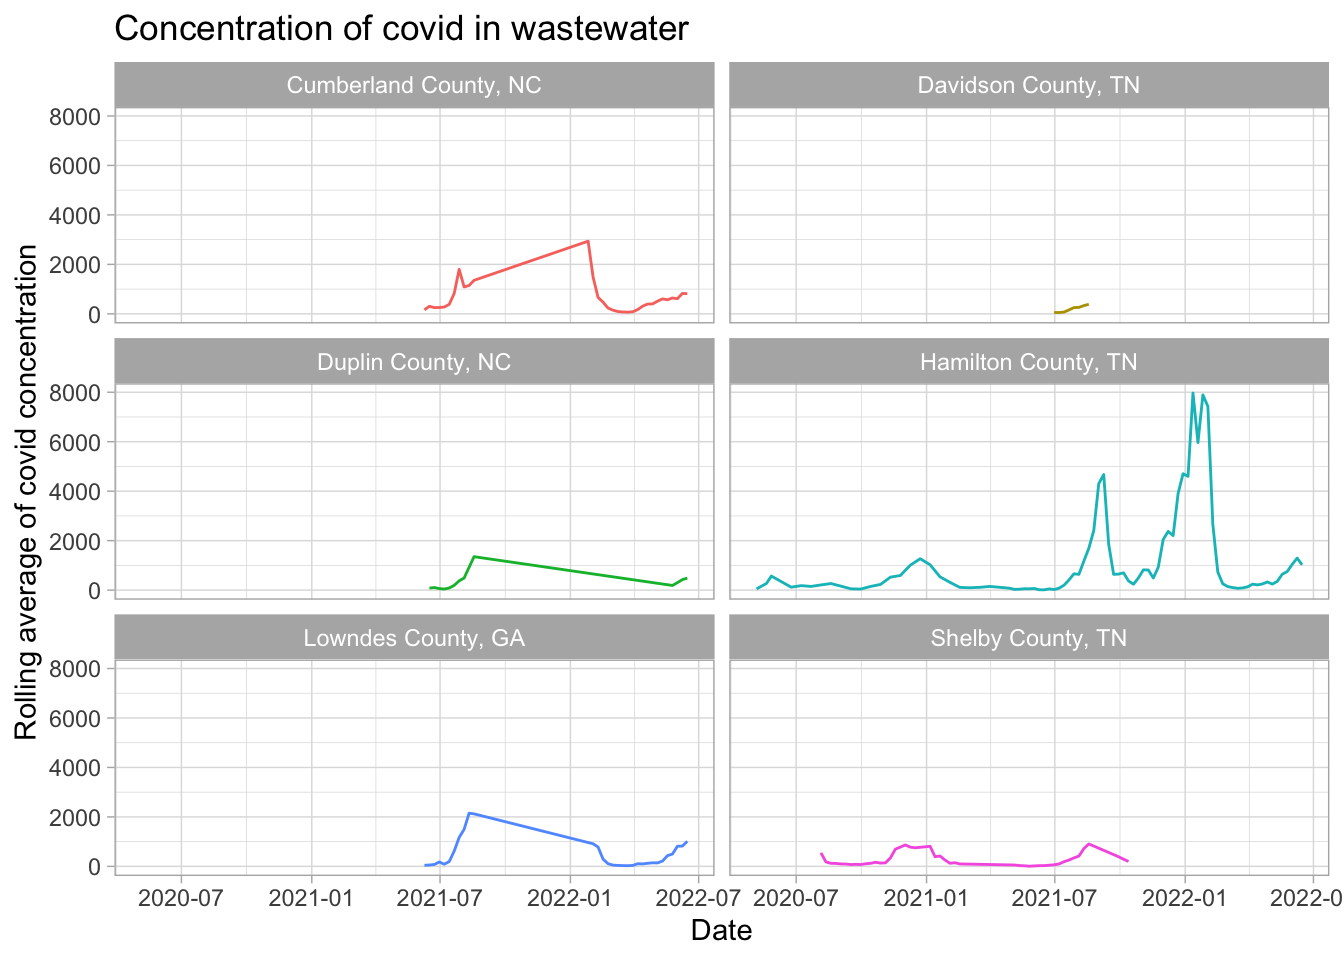 Concentration of covid in wastewater
Cumberland County, NC
Davidson County, TN
8000
6000
4000
2000
0
Duplin County, NC
Hamilton County, TN
8000
6000
4000
2000
0
Lowndes County, GA
Shelby County, TN
8000
6000
4000
2000
0
2020-07 2021-01 2021-07 2022-01 2022-07 2020-07 2021-01 2021-07 2022-01 2022-0
Date
Rolling average of covid concentration